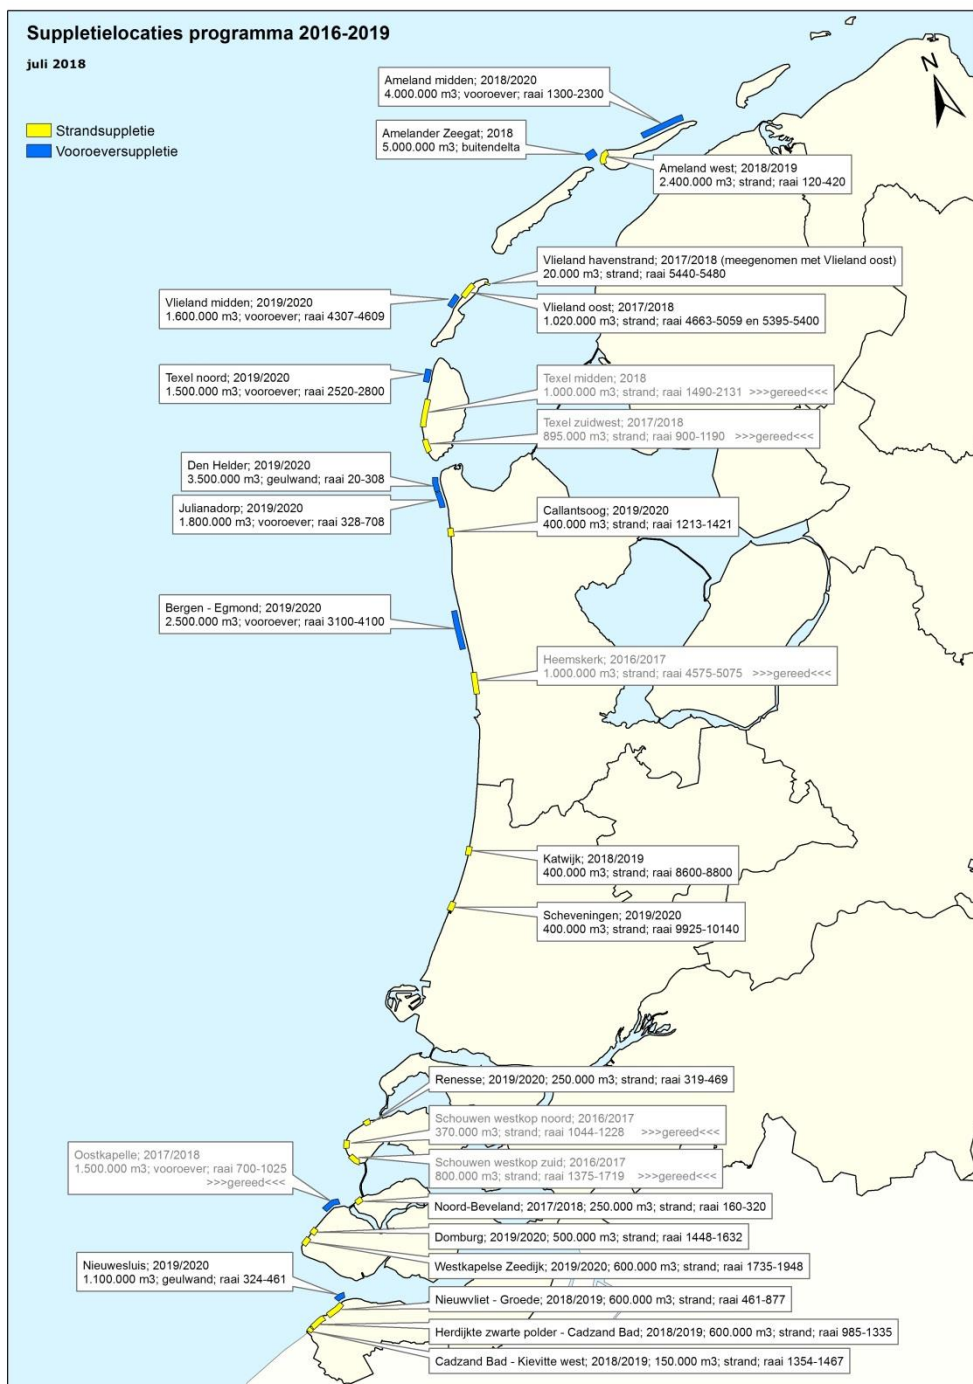 Suppletielocaties programma 2016-2019
juli 2018
Strandsuppletie
Vooroeversuppletie
N
Ameland midden; 2018/2020
4.000.000 m3; vooroever; raai 1300-2300
Amelander Zeegat; 2018
5.000.000 m3; buitendelta
Ameland west; 2018/2019
2.400.000 m3; strand; raai 120-420
Vlieland havenstrand; 2017/2018 (meegenomen met Vlieland oost)
20.000 m3; strand; raai 5440-5480
Vlieland midden; 2019/2020
1.600.000 m3; vooroever; raai 4307-4609
Vlieland oost; 2017/2018
1.020.000 m3; strand; raai 4663-5059 en 5395-5400
Texel noord; 2019/2020
1.500.000 m3; vooroever; raai 2520-2800
Texel midden; 2018
1.000.000 m3; strand; raai 1490-2131 >>>gereed<<<
Texel zuidwest; 2017/2018
895.000 m3; strand; raai 900-1190 >>>gereed<<<
Den Helder; 2019/2020
3.500.000 m3; geulwand; raai 20-308
Julianadorp; 2019/2020
1.800.000 m3; vooroever; raai 328-708
Callantsoog; 2019/2020
400.000 m3; strand; raai 1213-1421
Bergen - Egmond; 2019/2020
2.500.000 m3; vooroever; raai 3100-4100
Heemskerk; 2016/2017
1.000.000 m3; strand; raai 4575-5075 >>>gereed<<<
Katwijk; 2018/2019
400.000 m3; strand; raai 8600-8800
Scheveningen; 2019/2020
400.000 m3; strand; raai 9925-10140
Renesse; 2019/2020; 250.000 m3; strand; raai 319-469
Schouwen westkop noord; 2016/2017
370.000 m3; strand; raai 1044-1228 >>>gereed<<<
Oostkapelle; 2017/2018
1.500.000 m3; vooroever; raai 700-1025
>>>gereed<<<
Schouwen westkop zuid; 2016/2017
800.000 m3; strand; raai 1375-1719 >>>gereed<<<
Noord-Beveland; 2017/2018; 250.000 m3; strand; raai 160-320
Domburg; 2019/2020; 500.000 m3; strand; raai 1448-1632
Nieuwesluis; 2019/2020
1.100.000 m3; geulwand; raai 324-461
Westkapelse Zeedijk; 2019/2020; 600.000 m3; strand; raai 1735-1948
Nieuwvliet - Groede; 2018/2019; 600.000 m3; strand; raai 461-877
Herdijkte zwarte polder - Cadzand Bad; 2018/2019; 600.000 m3; strand; raai 985-1335
Cadzand Bad - Kievitte west; 2018/2019; 150.000 m3; strand; raai 1354-1467